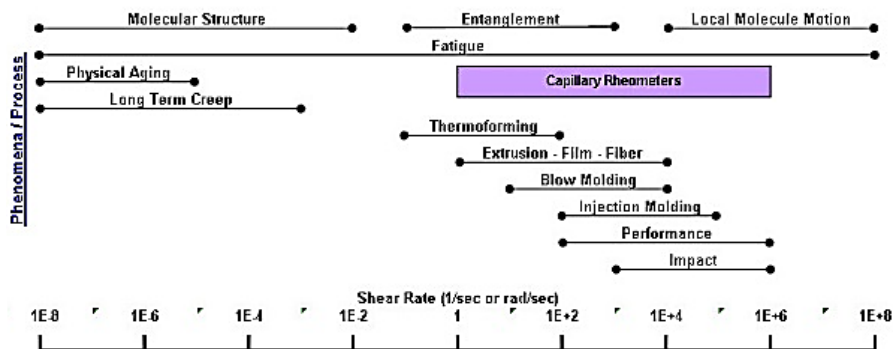 Molecular Structure Entanglement Local Molecule Motion
Fatigue
Physical Aging Capillary Rheometers
Long Term Creep
Thermoforming
Extrusion - Film - Fiber
Blow Molding
Injection Molding
Performance
Impact
Phenomena / Process
Shear Rate (1/sec or rad/sec)
1E-8 1E-6 1E-4 1E-2 1 1E+2 1E+4 1E+6 1E+8